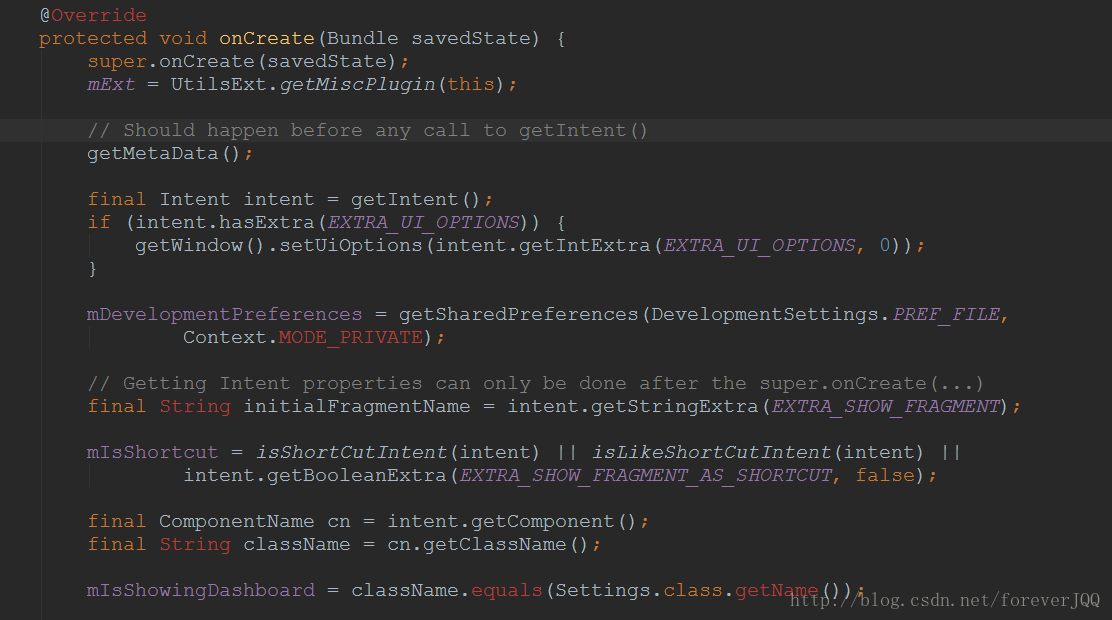 @Override
protected void onCreate(Bundle savedState) {
super.onCreate(savedState);
mExt = UtilsExt.getMiscPlugin(this);
// Should happen before any call to getIntent()
getMetaData();
final Intent intent = getIntent();
if (intent.hasExtra(EXTRA_UI_OPTIONS)) {
getWindow().setUiOptions(intent.getIntExtra(EXTRA_UI_OPTIONS, 0));
}
mDevelopmentPreferences = getSharedPreferences(DevelopmentSettings.PREF_FILE,
Context.MODE_PRIVATE);
// Getting Intent properties can only be done after the super.onCreate(...)
final String initialFragmentName = intent.getStringExtra(EXTRA_SHOW_FRAGMENT);
mIsShortcut = isShortCutIntent(intent) || isLikeShortCutIntent(intent) ||
intent.getBooleanExtra(EXTRA_SHOW_FRAGMENT_AS_SHORTCUT, false);
final ComponentName cn = intent.getComponent();
final String className = cn.getClassName();
mIsShowingDashboard = className.equals(Settings.class.getName());
http://blog.csdn.net/foreverJQQ